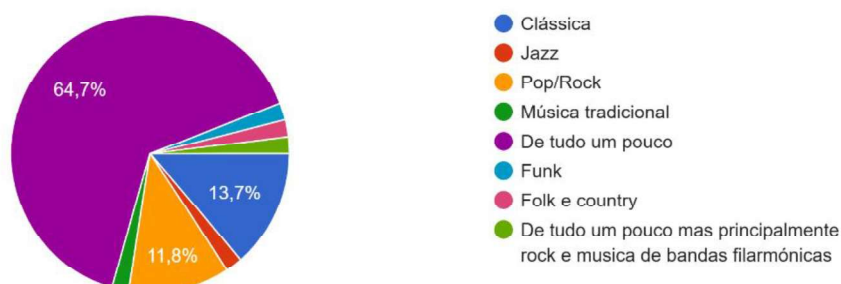 64,7%
13,7%
11,8%
Clássica
Jazz
Pop/Rock
Música tradicional
De tudo um pouco
Funk
Folk e country
De tudo um pouco mas principalmente
rock e musica de bandas filarmónicas